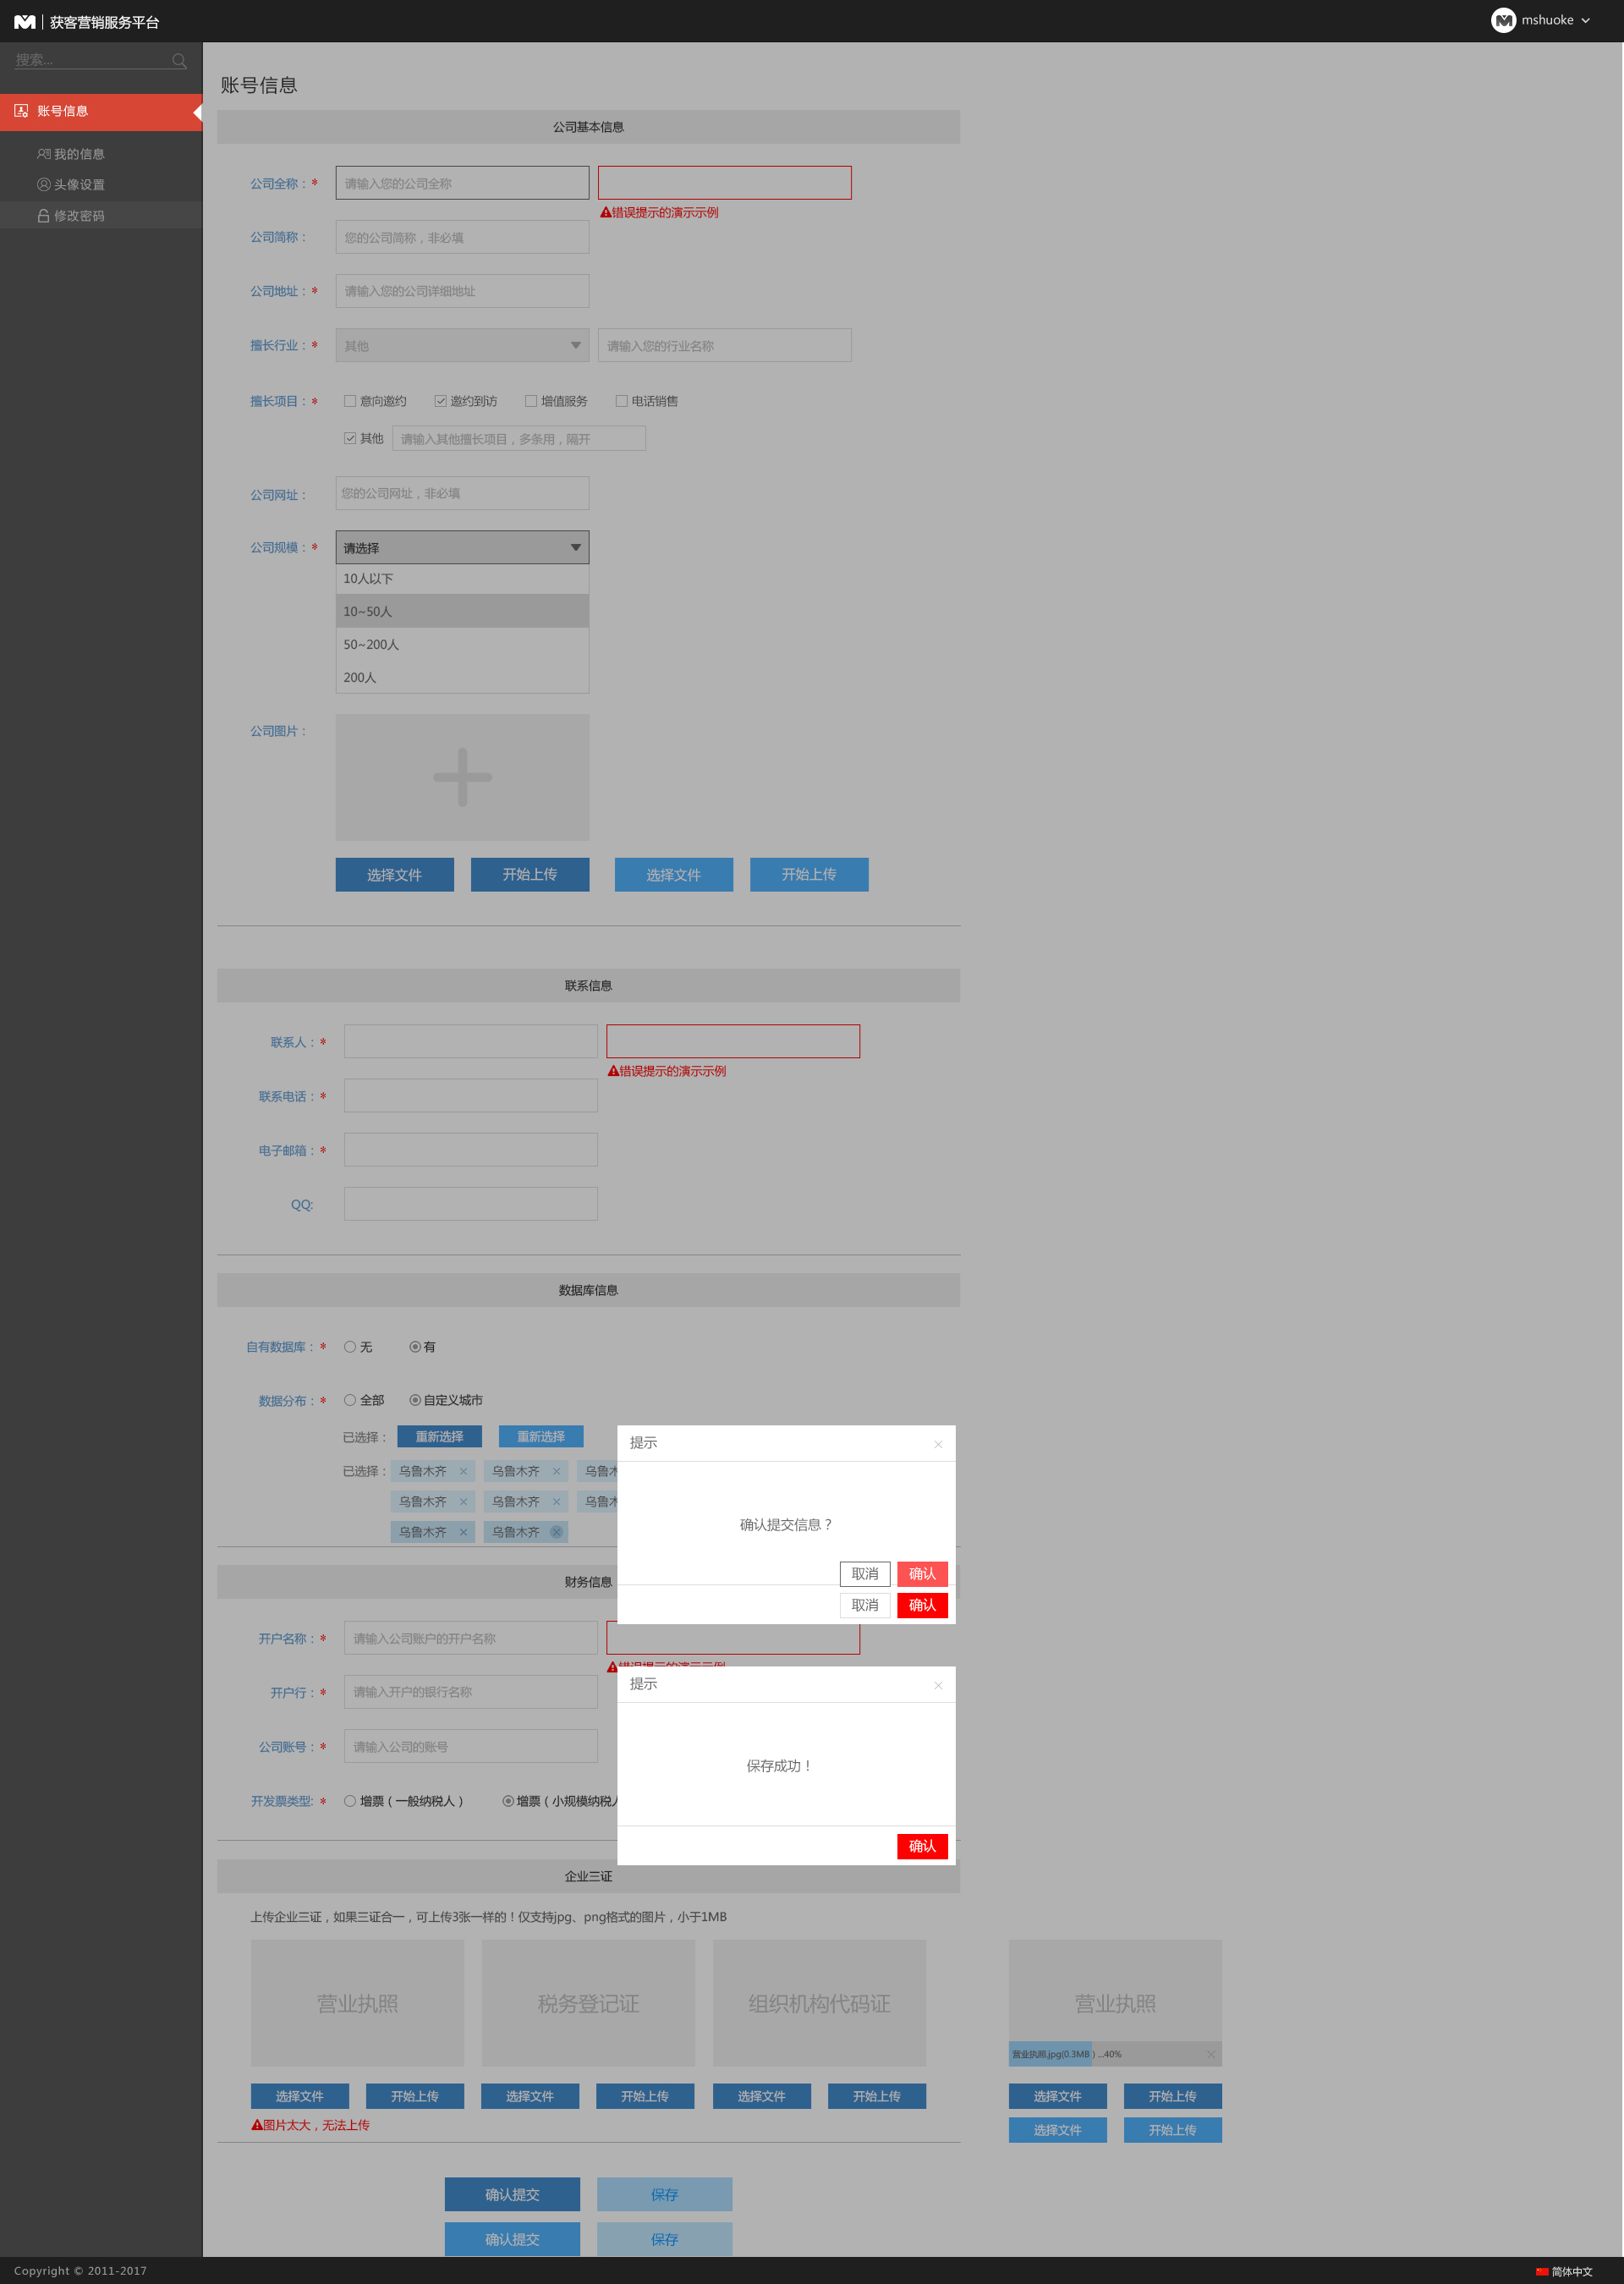 获客营销服务平台
mshuoke
搜索...
账号信息
我的信息
头像设置
修改密码
账号信息
公司基本信息
公司全称：* 请输入您的公司全称
错误提示的演示示例
公司简称： 您的公司简称，非必填
公司地址：* 请输入您的公司详细地址
擅长行业：* 其他 请输入您的行业名称
擅长项目：* 意向邀约 邀约到访 增值服务 电话销售
其他 请输入其他擅长项目，多条用，隔开
公司网址： 您的公司网址，非必填
公司规模：* 请选择
10人以下
10~50人
50~200人
200人
公司图片：
选择文件 开始上传 选择文件 开始上传
联系信息
联系人：*
错误提示的演示示例
联系电话：*
电子邮箱：*
QQ:
数据库信息
自有数据库：* 无 有
数据分布：* 全部 自定义城市
已选择： 重新选择 重新选择
已选择： 乌鲁木齐 × 乌鲁木齐 × 乌鲁木
乌鲁木齐 × 乌鲁木齐 × 乌鲁木
乌鲁木齐 × 乌鲁木齐 ×
提示 ×
确认提交信息？
取消 确认
取消 确认
财务信息
开户名称：* 请输入公司账户的开户名称
错误提示的演示示例
开户行：* 请输入开户的银行名称
公司账号：* 请输入公司的账号
开发票类型: * 增票（一般纳税人） 增票（小规模纳税人
提示 ×
保存成功！
确认
企业三证
上传企业三证，如果三证合一，可上传3张一样的！仅支持jpg、png格式的图片，小于1MB
营业执照 税务登记证 组织机构代码证 营业执照
营业执照.jpg(0.3MB）...40% ×
选择文件 开始上传 选择文件 开始上传 选择文件 开始上传 选择文件 开始上传
图片太大，无法上传
选择文件 开始上传
确认提交 保存
确认提交 保存
Copyright © 2011-2017
简体中文